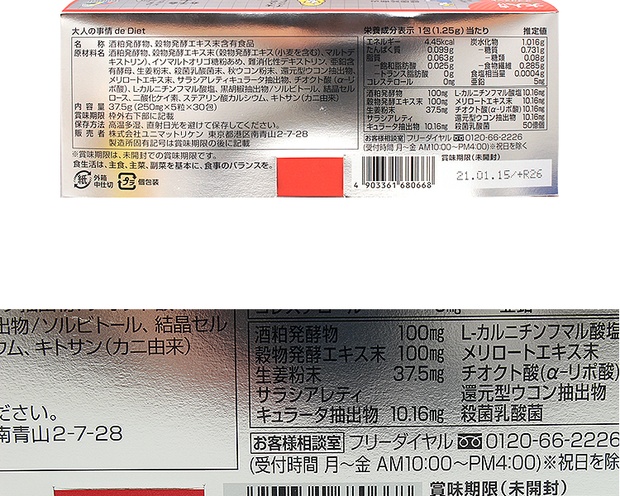 大人の事情 de Diet
名 称 酒粕発酵物、穀物発酵エキス末含有食品
原材料名 酒粕発酵物、穀物発酵エキス末(小麦を含む)、マルトデ
キストリン、イソマルトオリゴ糖粉あめ、難消化性デキストリン、亜鉛含
有酵母、生姜粉末、殺菌乳酸菌末、秋ウコン粉末、還元型ウコン抽出物、
メリロートエキス末、サラシアレティキュラータ抽出物、チオクト酸(α-リ
ポ酸)、L-カルニチンフマル酸塩、黒胡椒抽出物/ソルビトール、結晶セル
ロース、二酸化ケイ素、ステアリン酸カルシウム、キトサン(カニ由来)
内 容 量 37.5g(250mg×5粒×30包)
賞味期限 枠外右下部に記載
保存方法 高温多湿、直射日光を避けて保存してください。
販 売 者 株式会社ユニマットリケン 東京都港区南青山2-7-28
製造所固有記号は賞味期限の後に記載
※賞味期限は、未開封での賞味期限です。
食生活は、主食、主菜、副菜を基本に、食事のバランスを。
紙 外箱 中仕切
プラ 個包装
栄養成分表示 1包(1.25g)当たり 推定値
エネルギー 4.45kcal 炭水化物 1.016g
たんぱく質 0.099g −糖質 0.731g
脂質 −糖類 0.08g
−飽和脂肪酸 0.025g −食物繊維 0.285g
−トランス脂肪酸 0g 食塩相当量 0.0004g
コレステロール 0mg 亜鉛 5mg
酒粕発酵物 100mg L-カルニチンフマル酸塩 10.16mg
穀物発酵エキス末 100mg メリロートエキス末 10.16mg
生姜粉末 37.5mg チオクト酸(α-リポ酸) 10.16mg
サラシアレティ 還元型ウコン抽出物 10.16mg
キュラータ抽出物 10.16mg 殺菌乳酸菌 50億個
お客様相談室 フリーダイヤル 0120-66-2226
(受付時間 月〜金 AM10:00〜PM4:00)※祝日を除く
賞味期限(未開封)
4 903361 680668
21.01.15/+R26
出物/ソルビトール、結晶セル
ウム、キトサン(カニ由来)
ださい。
南青山2-7-28
酒粕発酵物 100mg L-カルニチンフマル酸塩
穀物発酵エキス末 100mg メリロートエキス末
生姜粉末 37.5mg チオクト酸(α-リポ酸)
サラシアレティ 還元型ウコン抽出物
キュラータ抽出物 10.16mg 殺菌乳酸菌
お客様相談室 フリーダイヤル 0120-66-2226
(受付時間 月〜金 AM10:00〜PM4:00)※祝日を除
賞味期限(未開封)